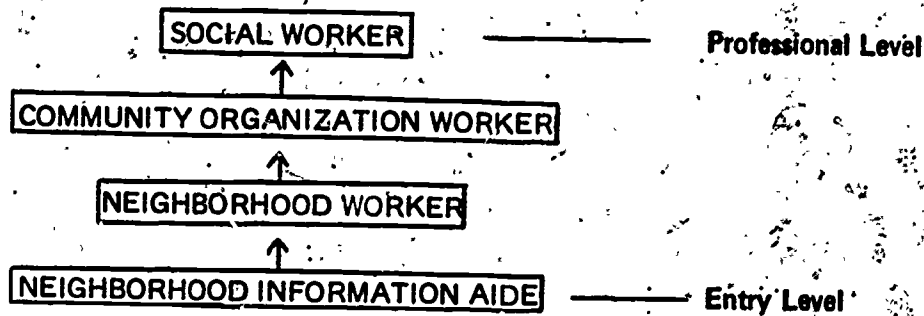 SOCIAL WORKER Professional Level
COMMUNITY ORGANIZATION WORKER
NEIGHBORHOOD WORKER
NEIGHBORHOOD INFORMATION AIDE Entry Level